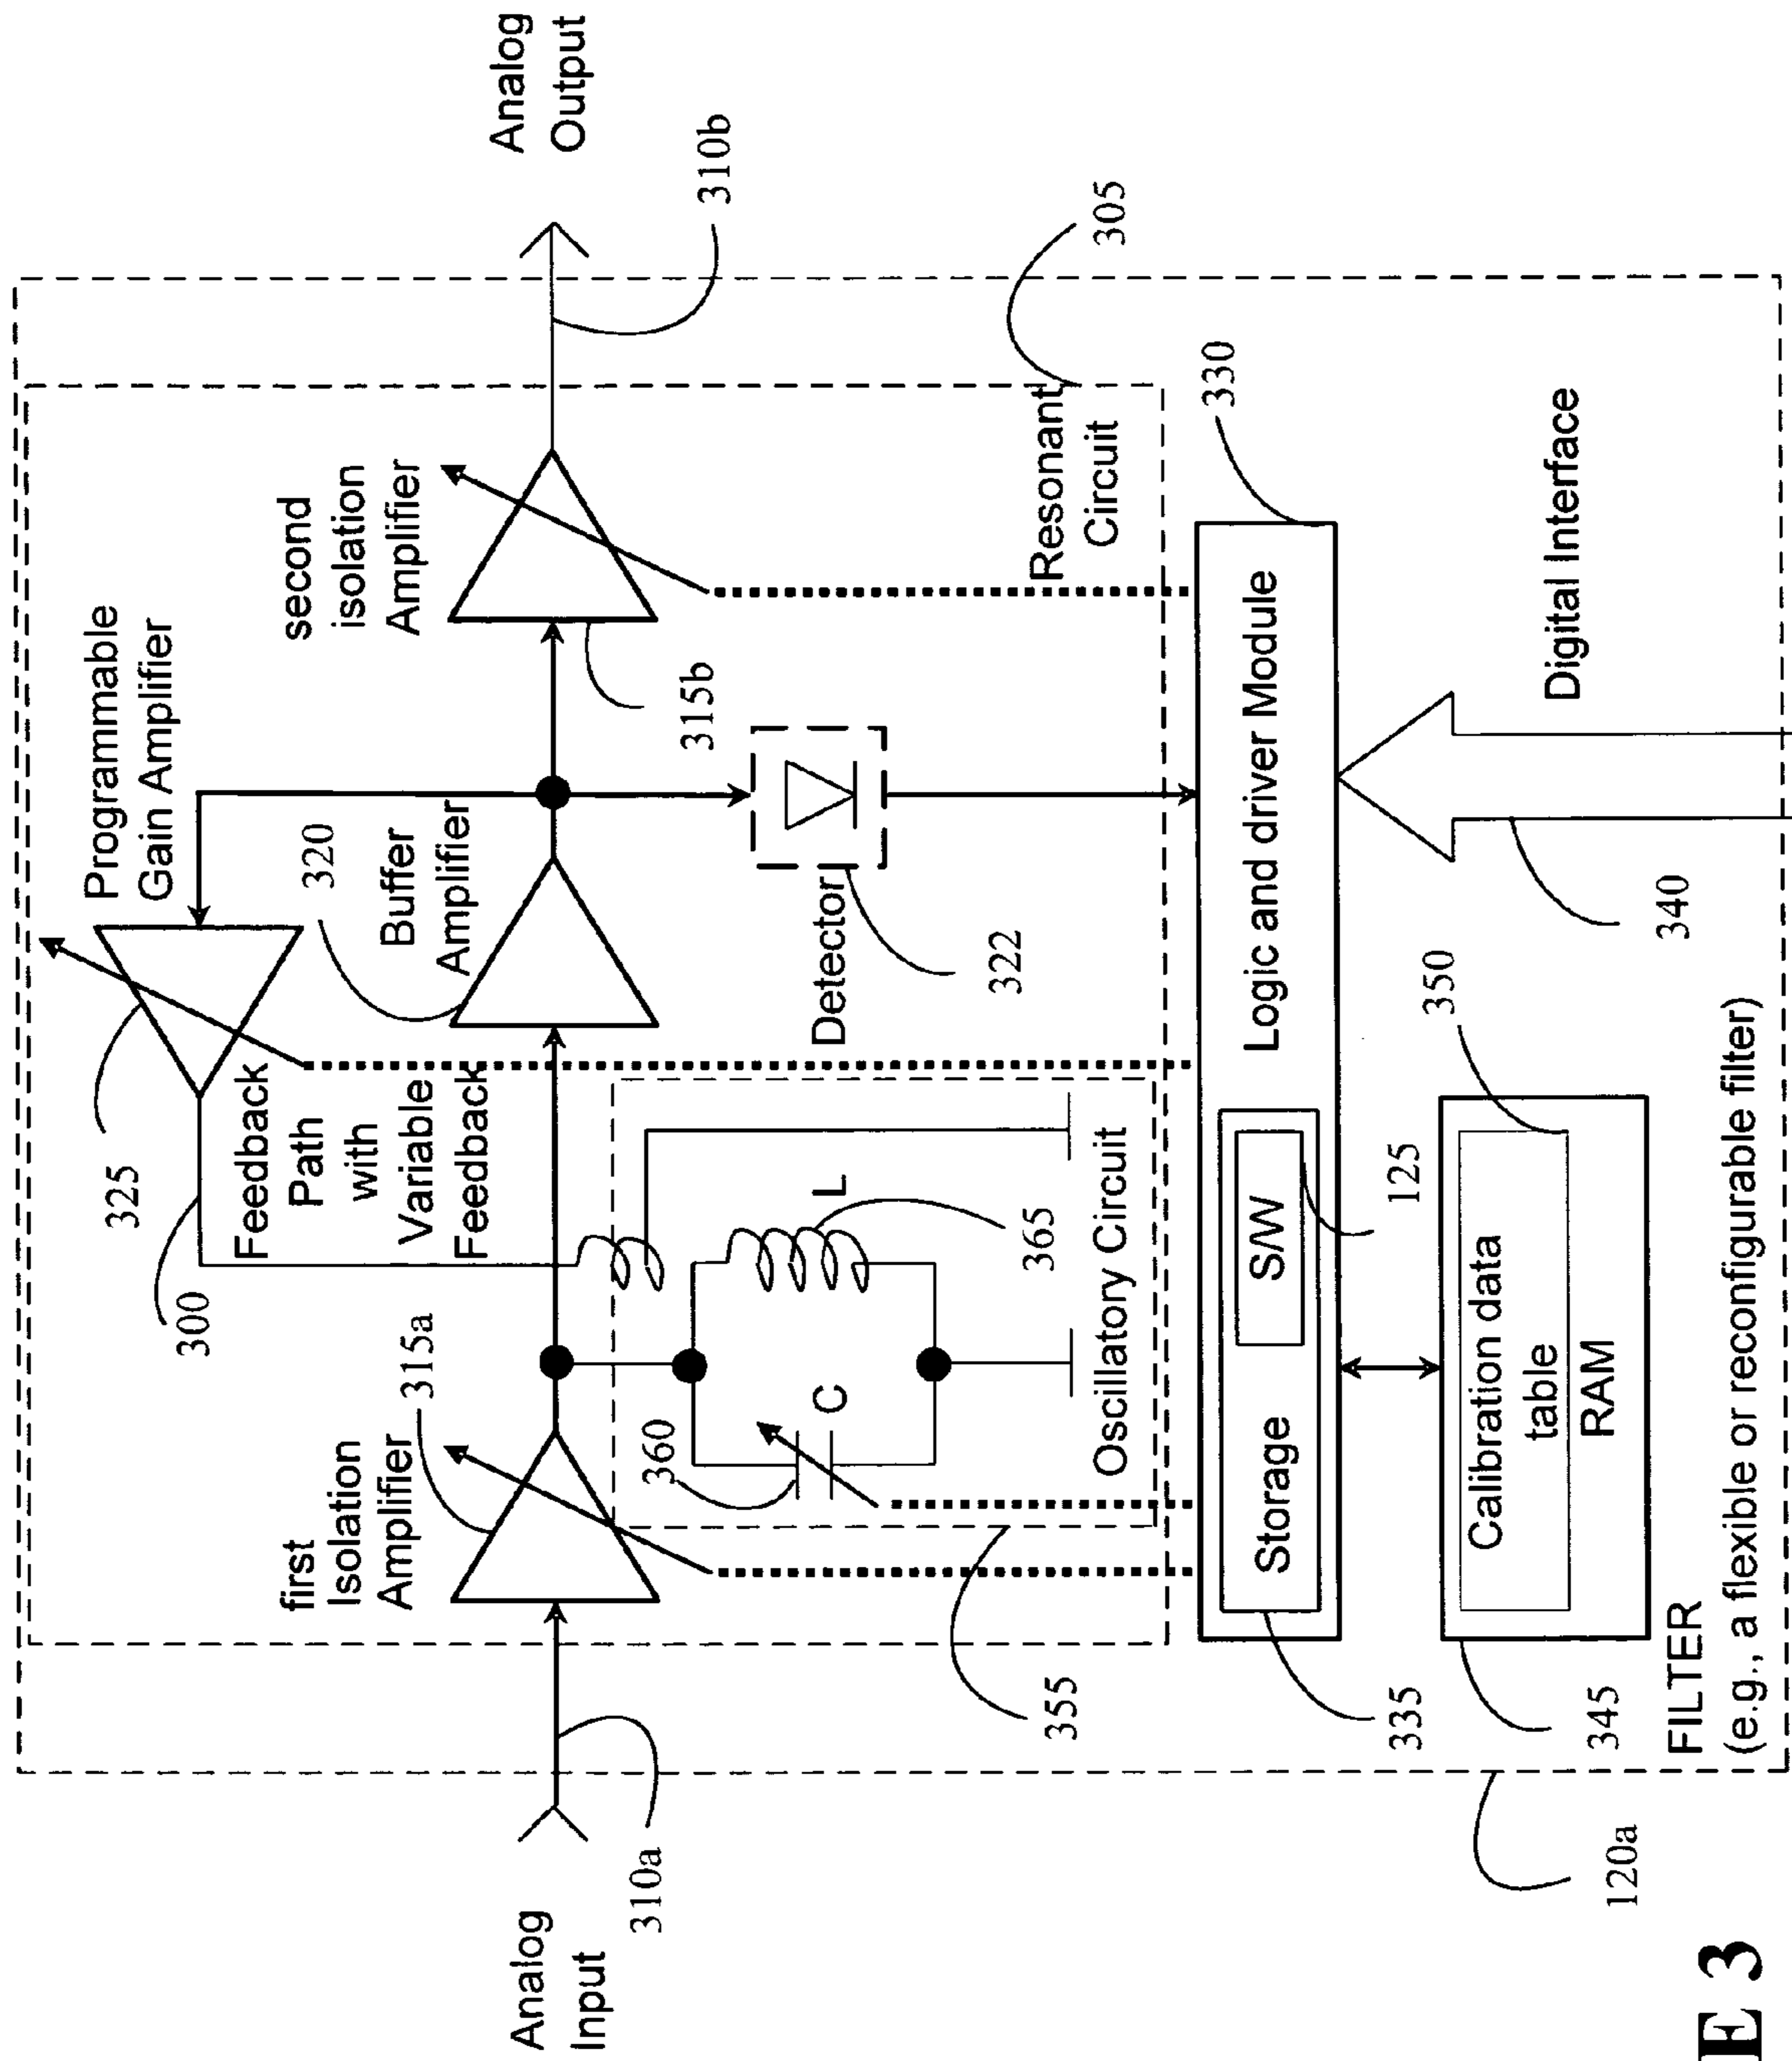 Analog
Input
310a
Analog
Output
310b
first
Isolation
Amplifier
315a
300
325
Programmable
Gain Amplifier
Feedback
Path
with
Variable
Feedback
320
Buffer
Amplifier
second
isolation
Amplifier
315b
Detector
322
Resonant
Circuit
305
360
C
L
365
Oscillatory Circuit
355
Storage
S/W
Logic and driver Module
330
335
125
Calibration data
table
RAM
345
350
Digital Interface
340
FILTER
(e.g., a flexible or reconfigurable filter)
120a
E 3